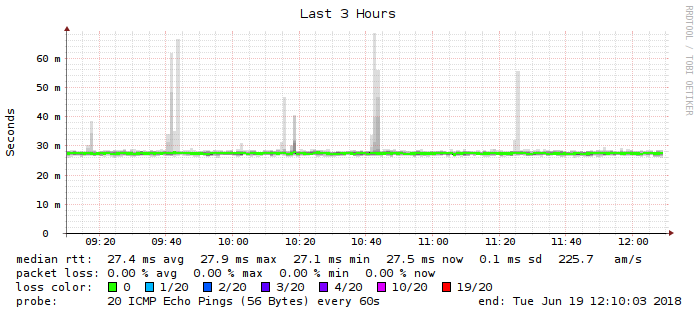 Last 3 Hours
RRDTOOL / TOBI OETIKER
Seconds
60 m
50 m
40 m
30 m
20 m
10 m
0
09:20 09:40 10:00 10:20 10:40 11:00 11:20 11:40 12:00
median rtt: 27.4 ms avg 27.9 ms max 27.1 ms min 27.5 ms now 0.1 ms sd 225.7 am/s
packet loss: 0.00 % avg 0.00 % max 0.00 % min 0.00 % now
loss color: 0 1/20 2/20 3/20 4/20 10/20 19/20
probe: 20 ICMP Echo Pings (56 Bytes) every 60s end: Tue Jun 19 12:10:03 2018